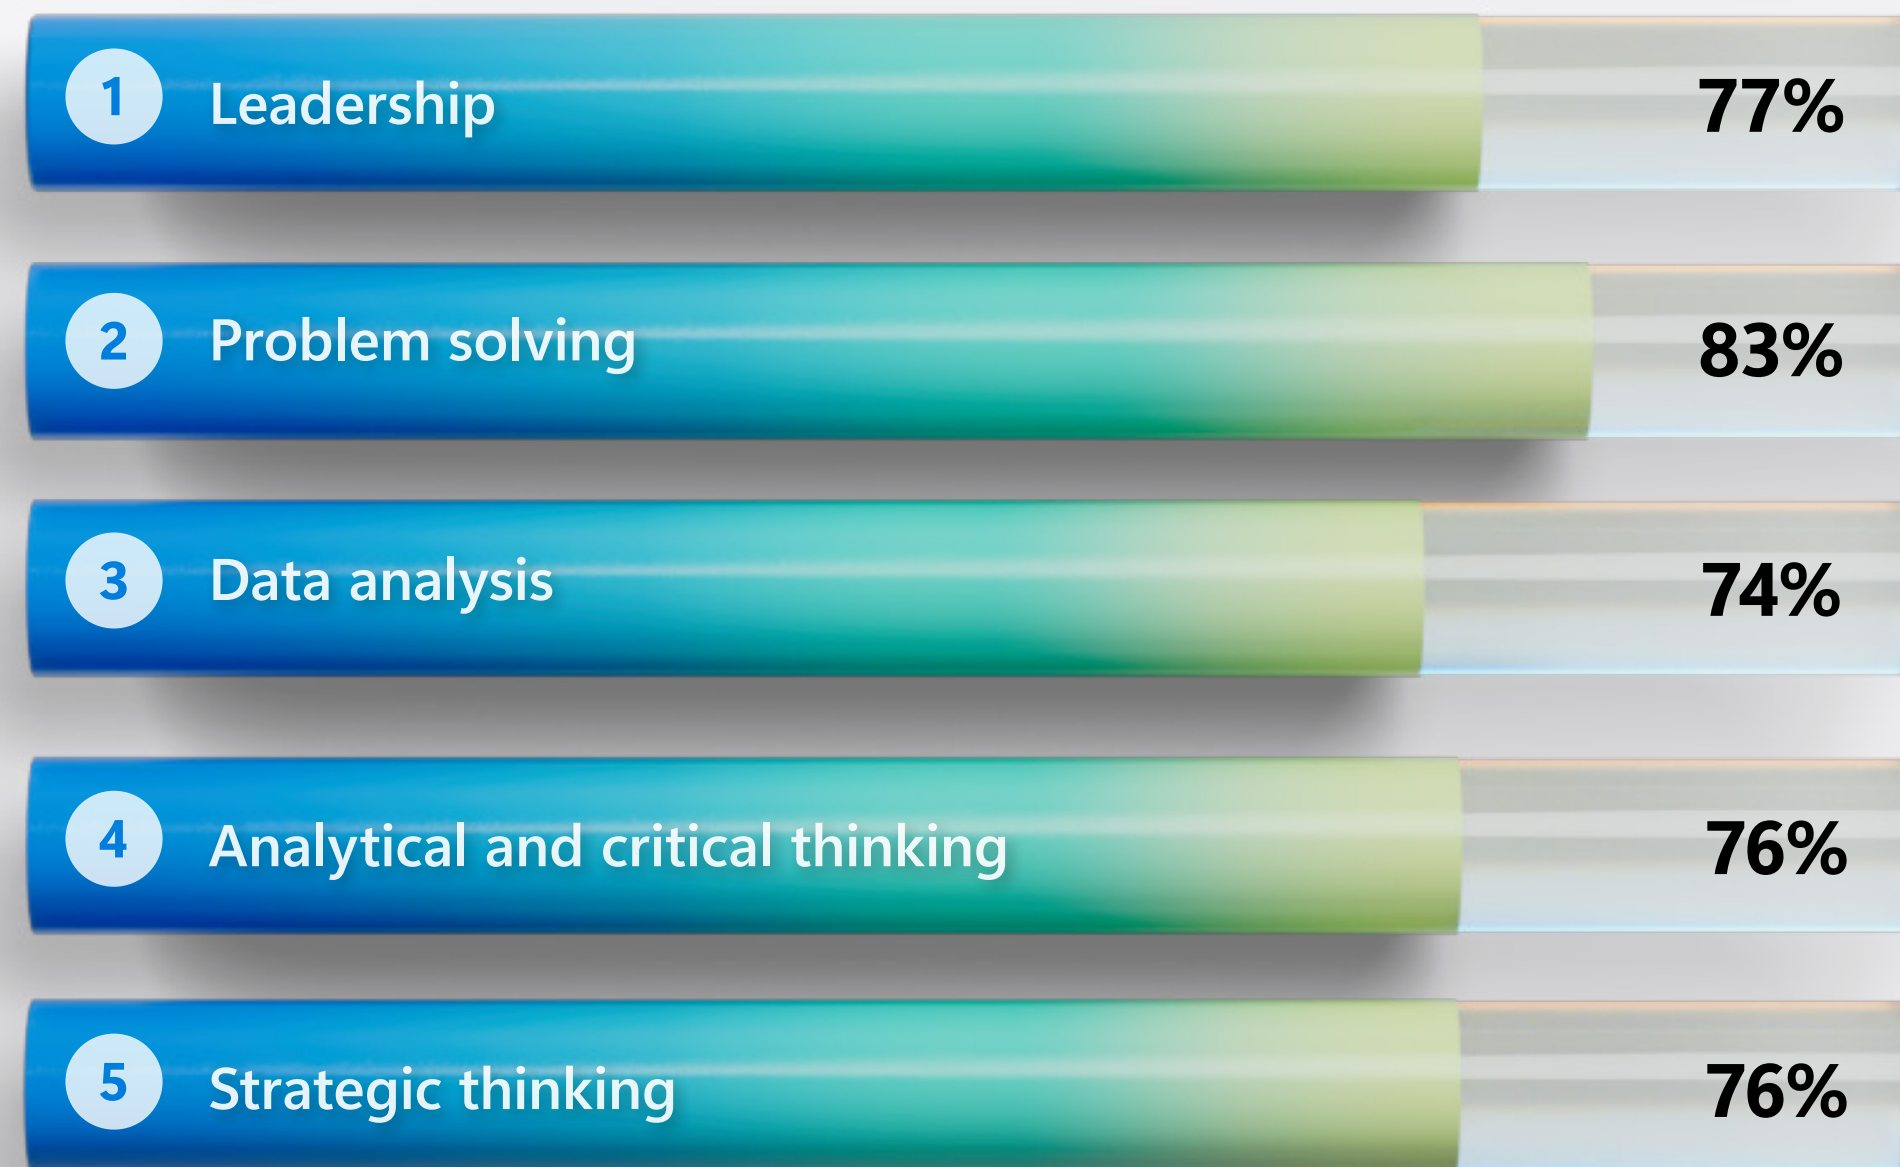 1 Leadership 77%
2 Problem solving 83%
3 Data analysis 74%
4 Analytical and critical thinking 76%
5 Strategic thinking 76%